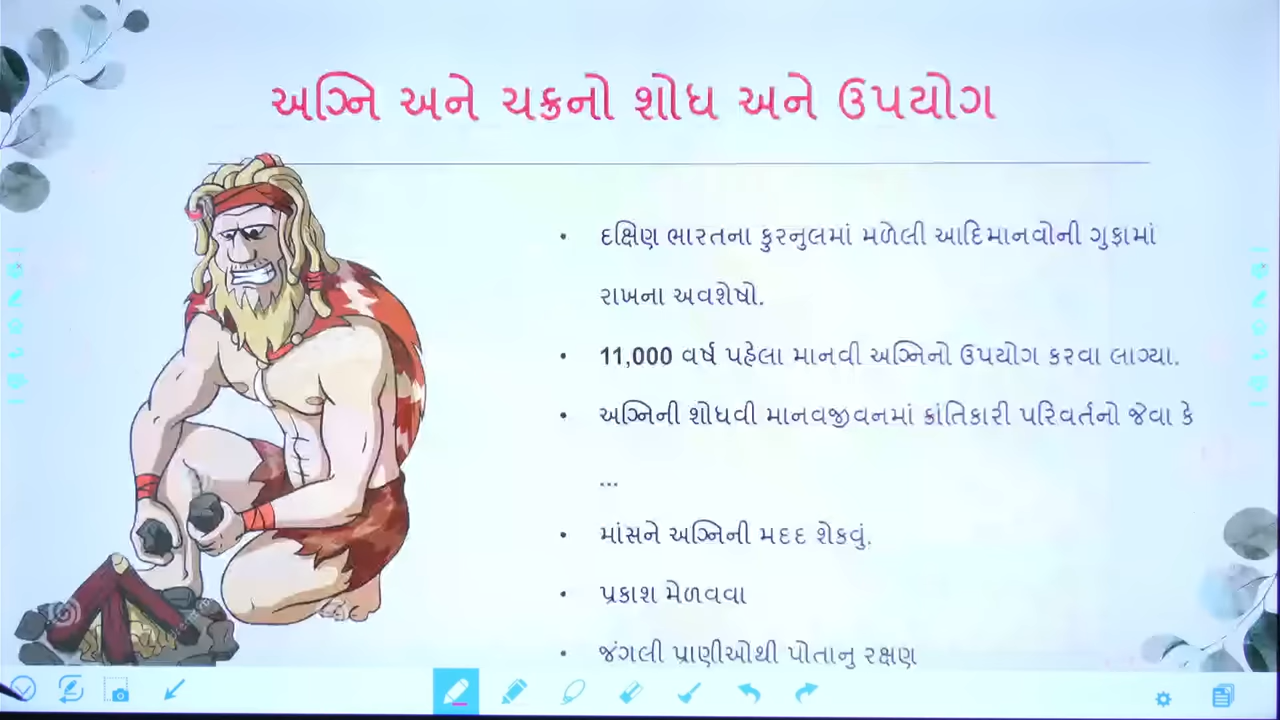 અગ્નિ અને ચક્રનો શોધ અને ઉપયોગ
• દક્ષિણ ભારતના કુરનુલમાં મળેલી આદિમાનવોની ગુફામાં
રાખના અવશેષો.
• 11,000 વર્ષ પહેલા માનવી અગ્નિનો ઉપયોગ કરવા લાગ્યા.
• અગ્નિની શોધવી માનવજીવનમાં ક્રાંતિકારી પરિવર્તનો જેવા કે
...
• માંસને અગ્નિની મદદ શેકવું.
• પ્રકાશ મેળવવા
• જંગલી પ્રાણીઓથી પોતાનુ રક્ષણ